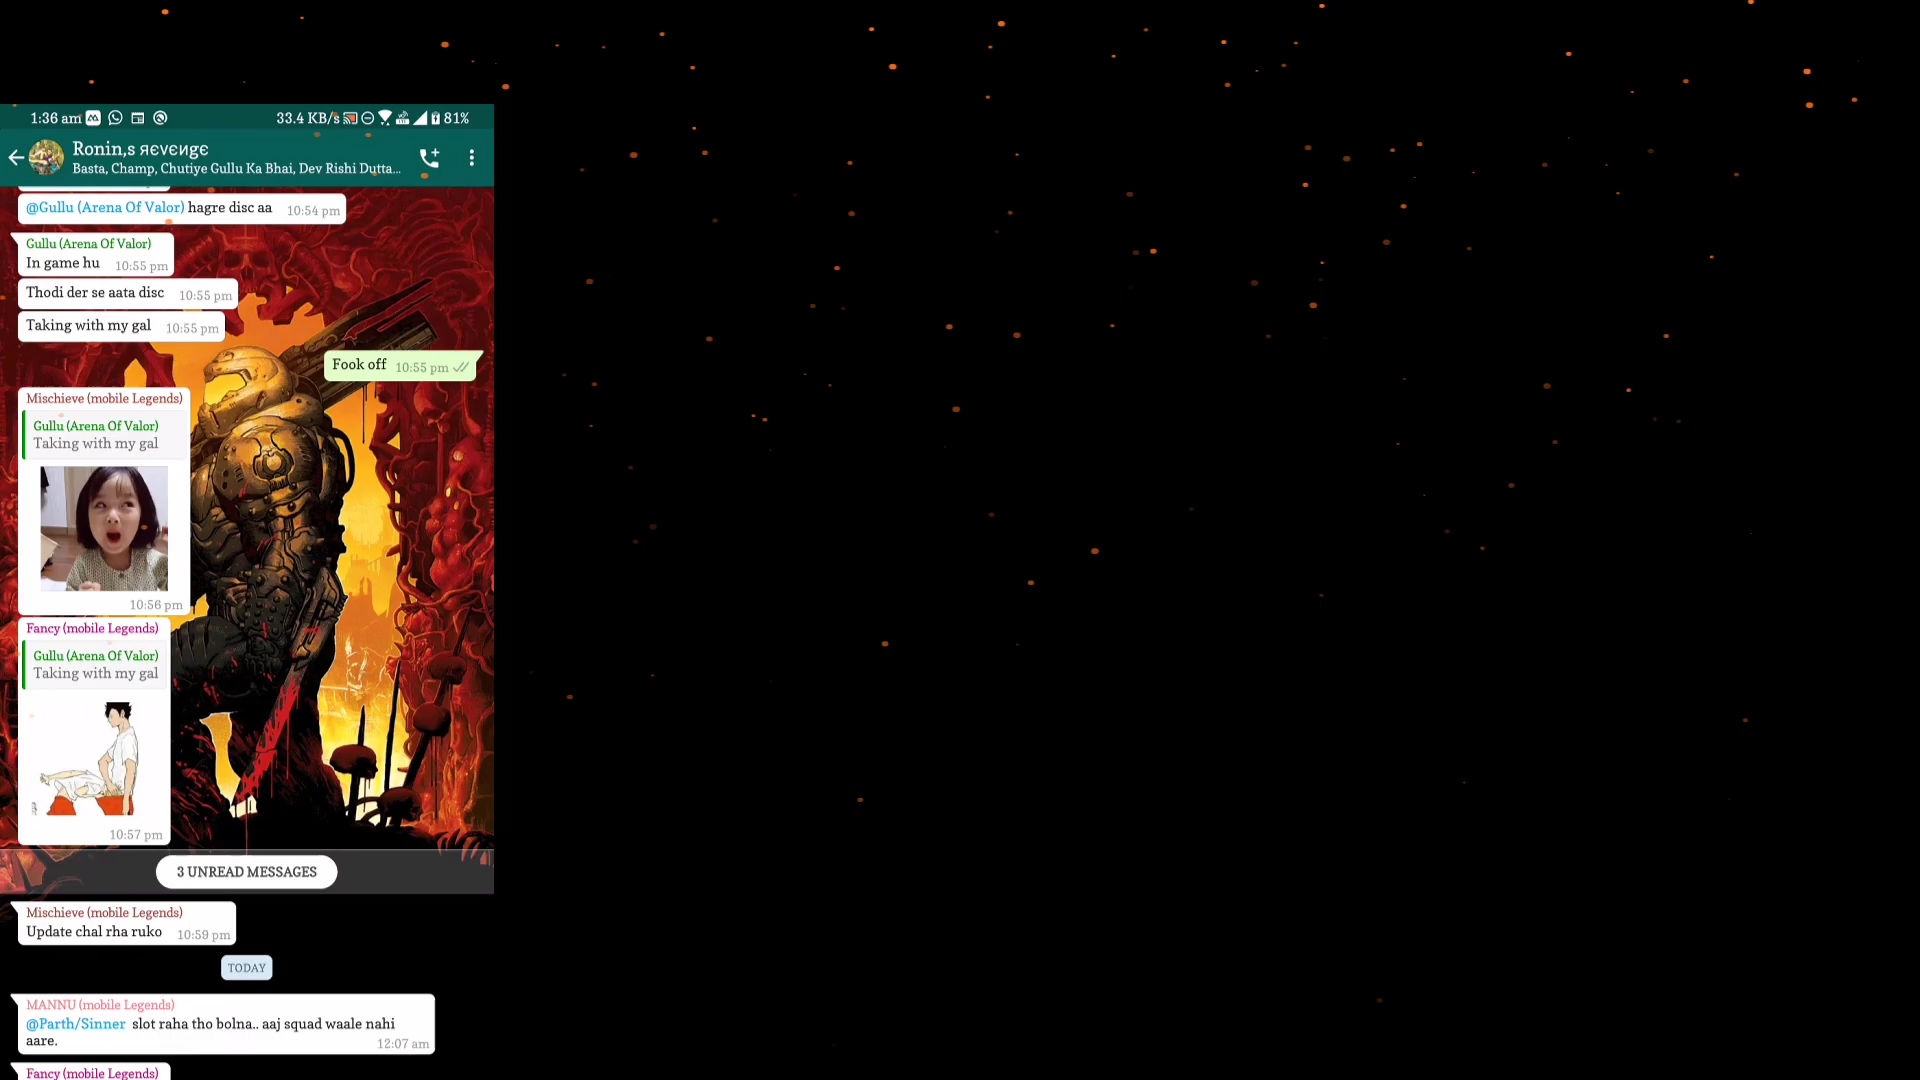 1:36 am 33.4 KB/s 81%
Ronin,s яєνєиgє
Basta, Champ, Chutiye Gullu Ka Bhai, Dev Rishi Dutta...
@Gullu (Arena Of Valor) hagre disc aa 10:54 pm
Gullu (Arena Of Valor)
In game hu 10:55 pm
Thodi der se aata disc 10:55 pm
Taking with my gal 10:55 pm
Fook off 10:55 pm
Mischieve (mobile Legends)
Gullu (Arena Of Valor)
Taking with my gal
10:56 pm
Fancy (mobile Legends)
Gullu (Arena Of Valor)
Taking with my gal
10:57 pm
3 UNREAD MESSAGES
Mischieve (mobile Legends)
Update chal rha ruko 10:59 pm
TODAY
MANNU (mobile Legends)
@Parth/Sinner slot raha tho bolna.. aaj squad waale nahi
aare. 12:07 am
Fancy (mobile Legends)